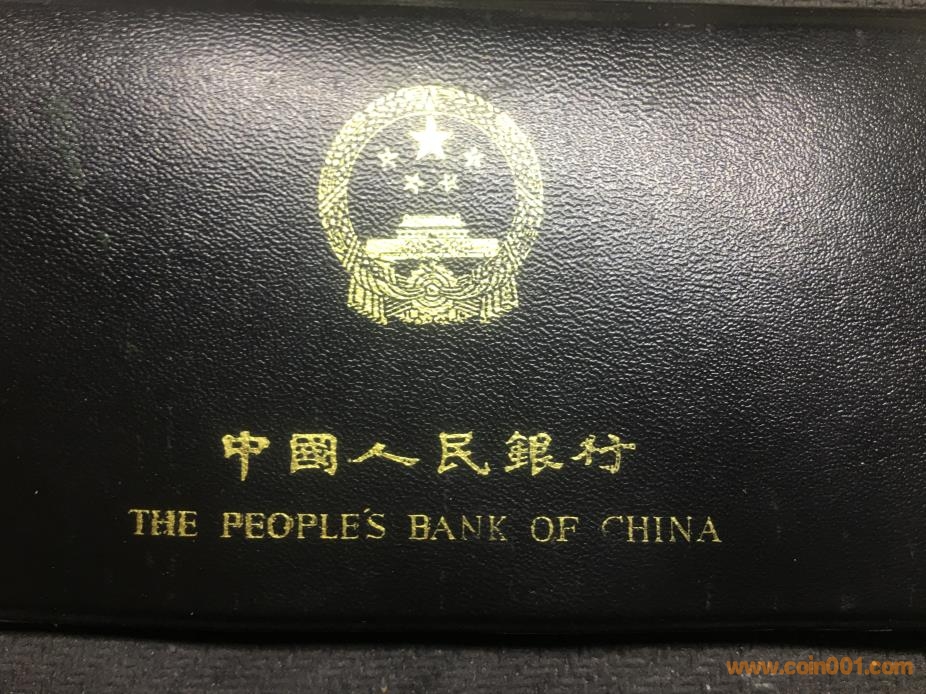 中國人民銀行
THE PEOPLE'S BANK OF CHINA
www.coin001.com